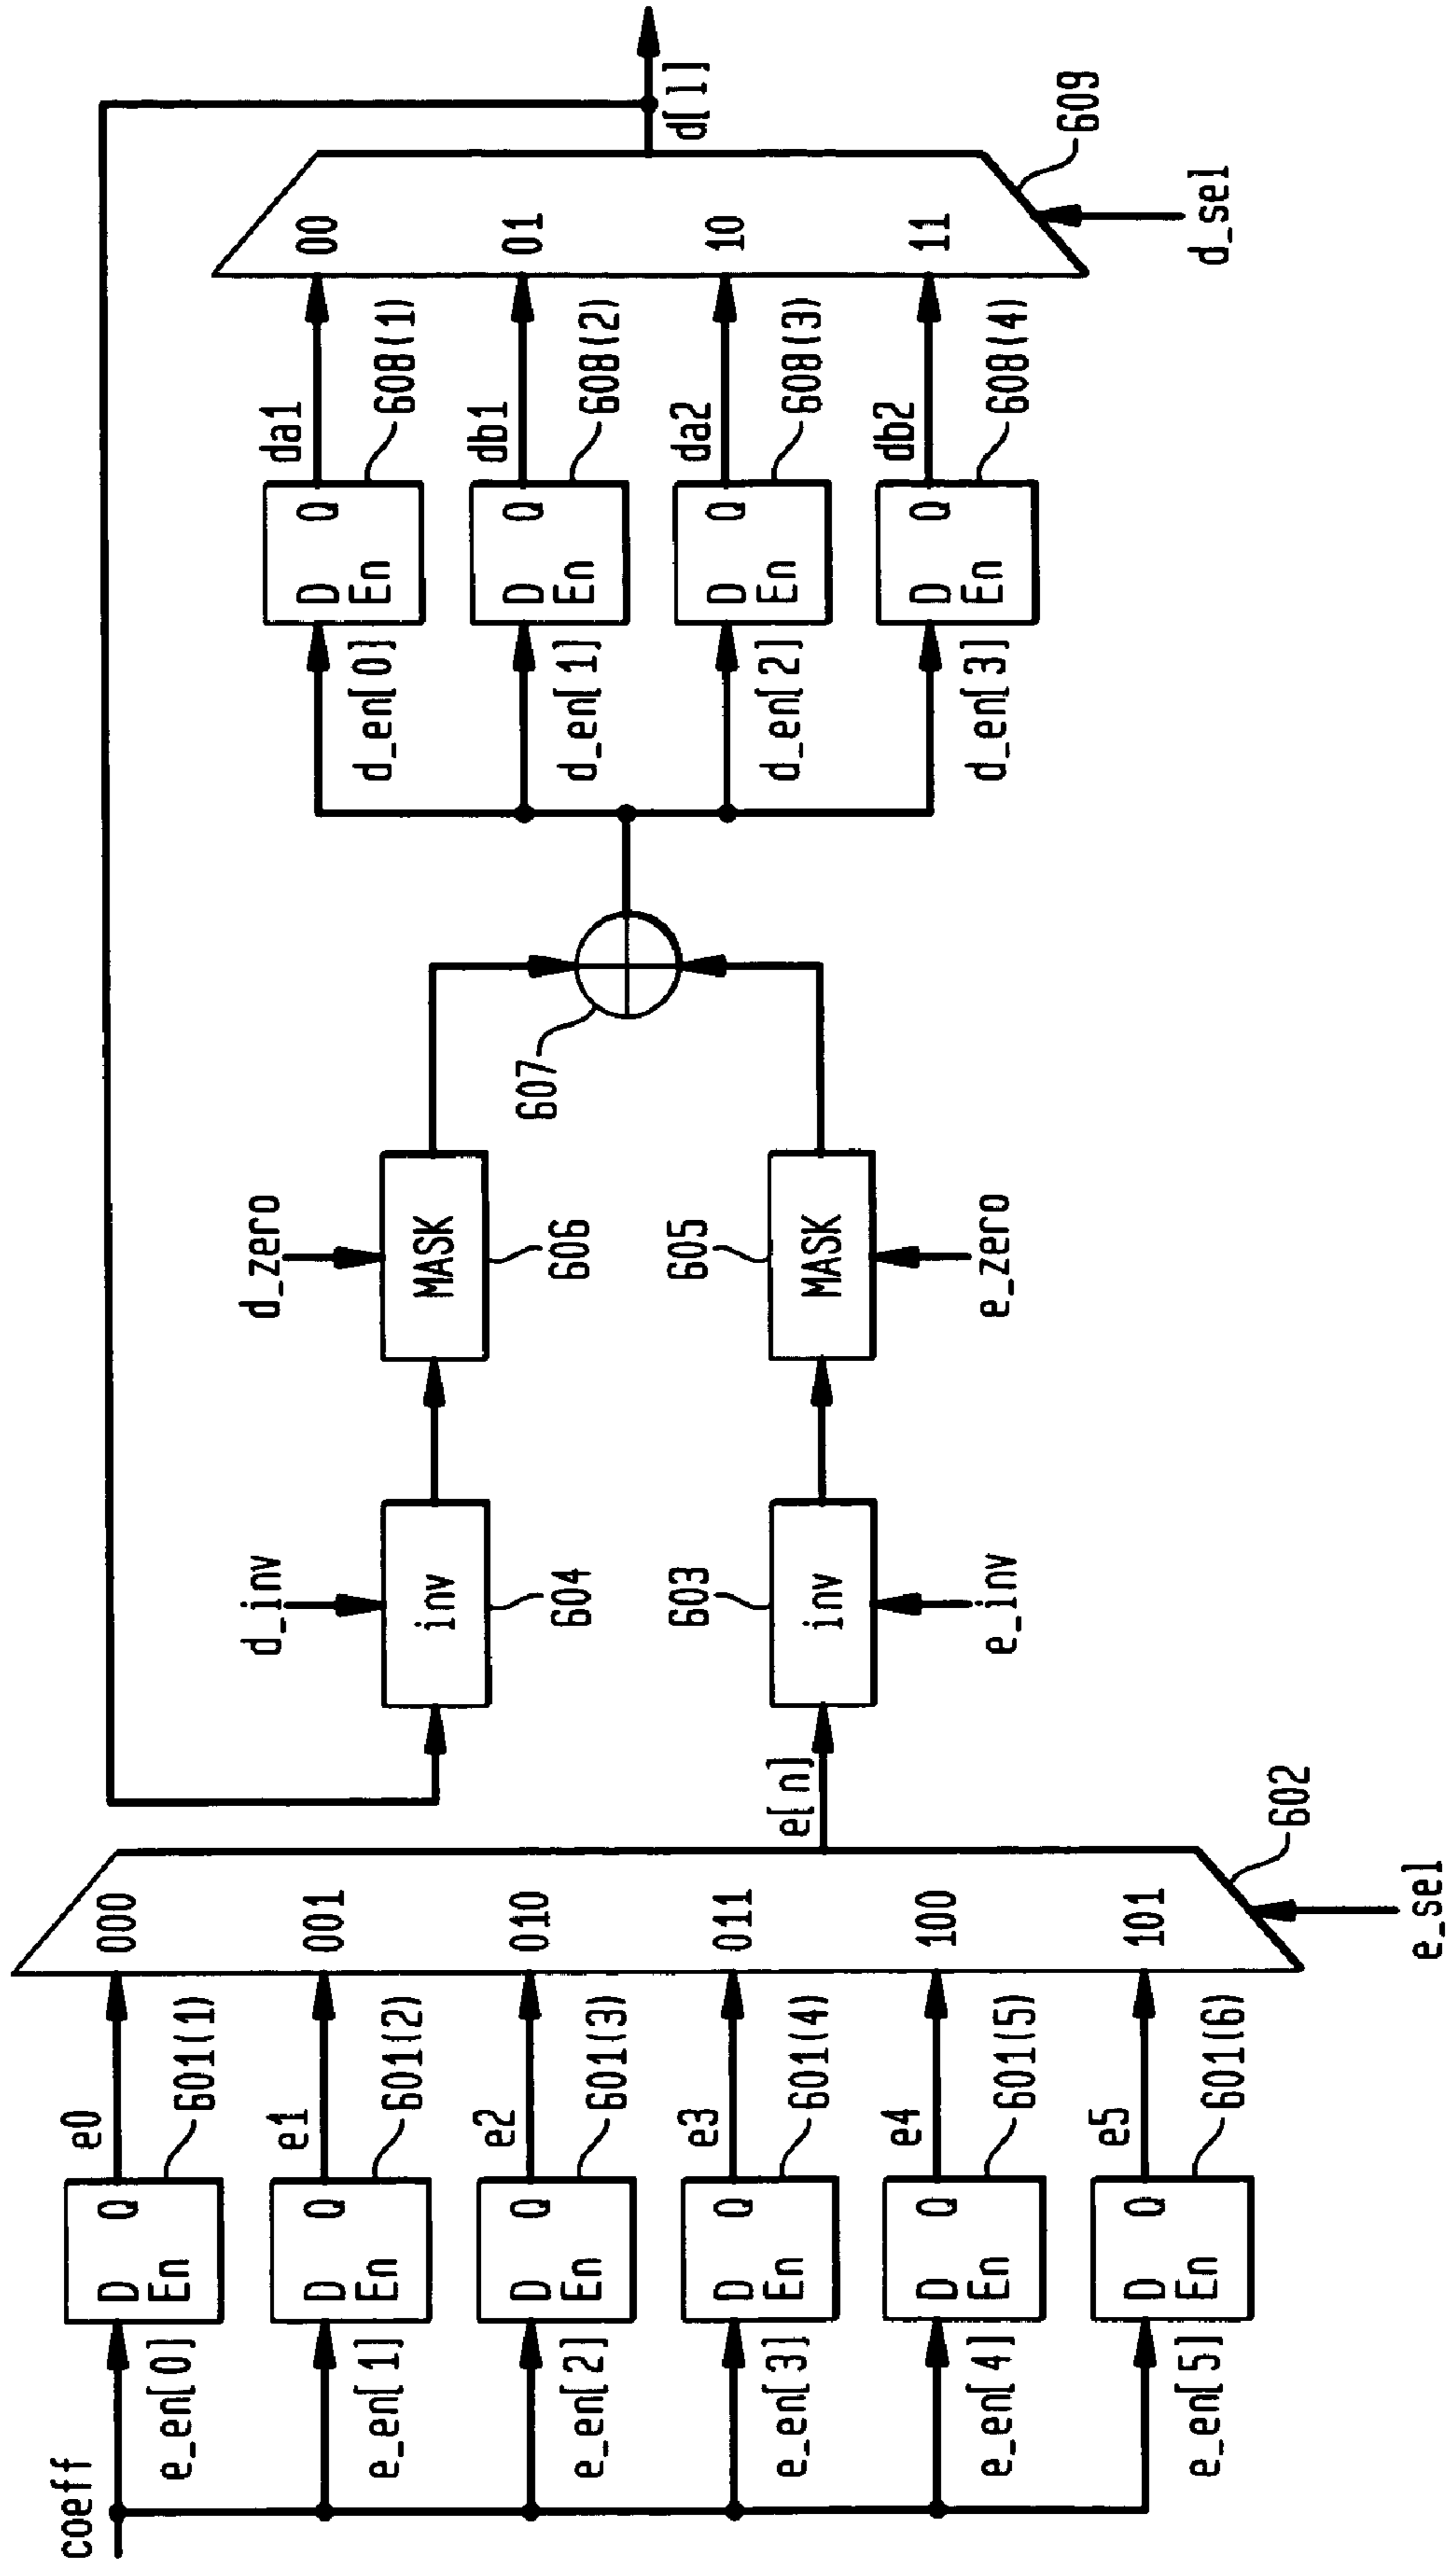 coeff
e_en[0]
D Q
En
e0
601(1)
000
e_en[1]
D Q
En
e1
601(2)
001
e_en[2]
D Q
En
e2
601(3)
010
e_en[3]
D Q
En
e3
601(4)
011
e_en[4]
D Q
En
e4
601(5)
100
e_en[5]
D Q
En
e5
601(6)
101
602
e_sel
e[n]
d_inv
inv
604
603
inv
e_inv
d_zero
MASK
606
605
MASK
e_zero
607
d_en[0]
D Q
En
da1
608(1)
00
d_en[1]
D Q
En
db1
608(2)
01
d_en[2]
D Q
En
da2
608(3)
10
d_en[3]
D Q
En
db2
608(4)
11
609
d_sel
d[l]